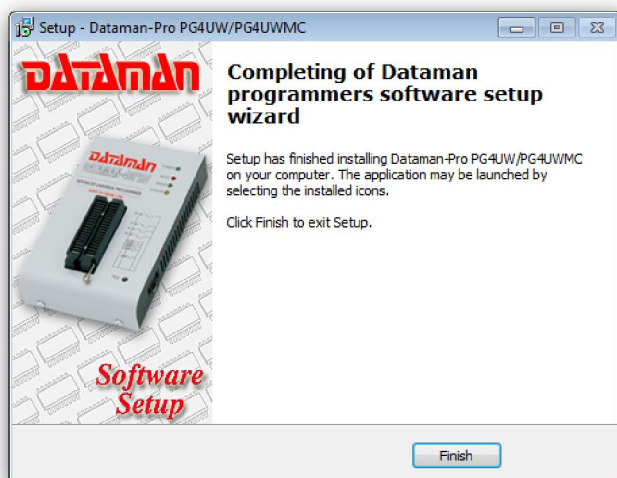 Setup - Dataman-Pro PG4UW/PG4UWMC
DATAMAN
Completing of Dataman
programmers software setup
wizard
Setup has finished installing Dataman-Pro PG4UW/PG4UWMC
on your computer. The application may be launched by
selecting the installed icons.
Click Finish to exit Setup.
DATAMAN
Software
Setup
Finish